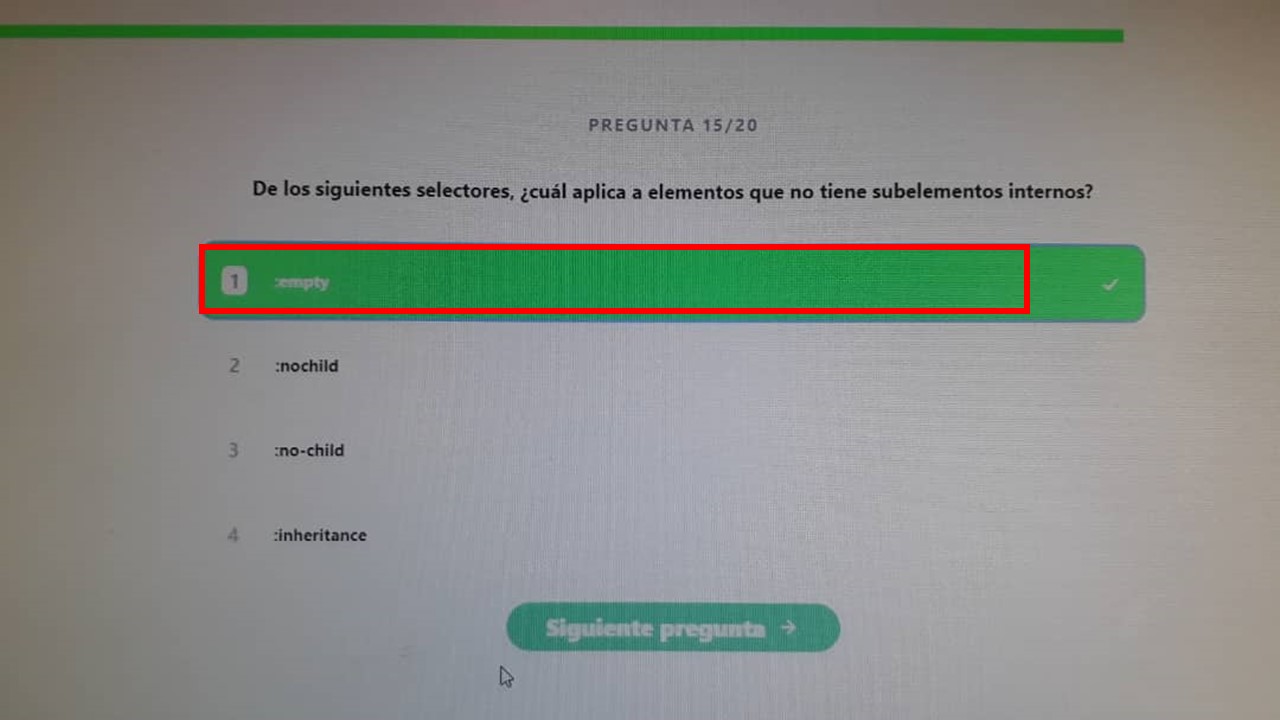 PREGUNTA 15/20
De los siguientes selectores, ¿cuál aplica a elementos que no tiene subelementos internos?
1 :empty
2 :nochild
3 :no-child
4 :inheritance
Siguiente pregunta →